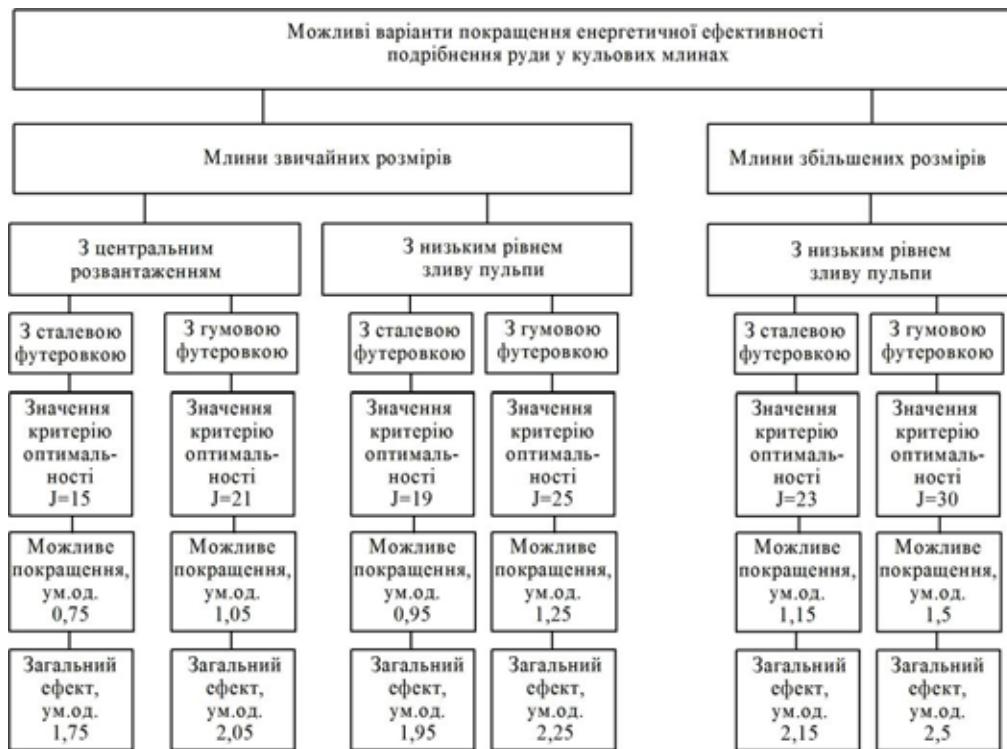 Можливі варіанти покращення енергетичної ефективності
подрібнення руди у кульових млинах
Млини звичайних розмірів
Млини збільшених розмірів
З центральним
розвантаженням
З низьким рівнем
зливу пульпи
З низьким рівнем
зливу пульпи
З сталевою
футеровкою
З гумовою
футеровкою
З сталевою
футеровкою
З гумовою
футеровкою
З сталевою
футеровкою
З гумовою
футеровкою
Значення
критерію
оптималь-
ності
J=15
Значення
критерію
оптималь-
ності
J=21
Значення
критерію
оптималь-
ності
J=19
Значення
критерію
оптималь-
ності
J=25
Значення
критерію
оптималь-
ності
J=23
Значення
критерію
оптималь-
ності
J=30
Можливе
покращення,
ум.од.
0,75
Можливе
покращення,
ум.од.
1,05
Можливе
покращення,
ум.од.
0,95
Можливе
покращення,
ум.од.
1,25
Можливе
покращення,
ум.од.
1,15
Можливе
покращення,
ум.од.
1,5
Загальний
ефект,
ум.од.
1,75
Загальний
ефект,
ум.од.
2,05
Загальний
ефект,
ум.од.
1,95
Загальний
ефект,
ум.од.
2,25
Загальний
ефект,
ум.од.
2,15
Загальний
ефект,
ум.од.
2,5